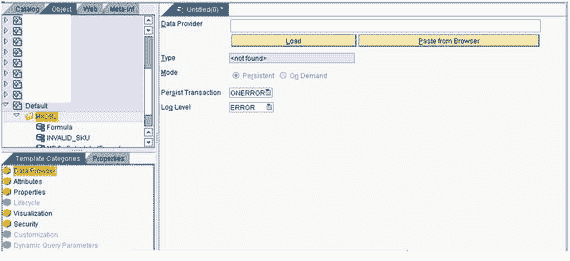 Catalog Object Web Meta-Inf
Untitled(0) *
Data Provider
Load Paste from Browser
Type <not found>
Mode Persistent On Demand
Persist Transaction ONERROR
Log Level ERROR
Default
Formula
INVALID_SKU
Template Categories Properties
Data Browser
Attributes
Properties
Lifecycle
Visualization
Security
Customization
Dynamic Query Parameters